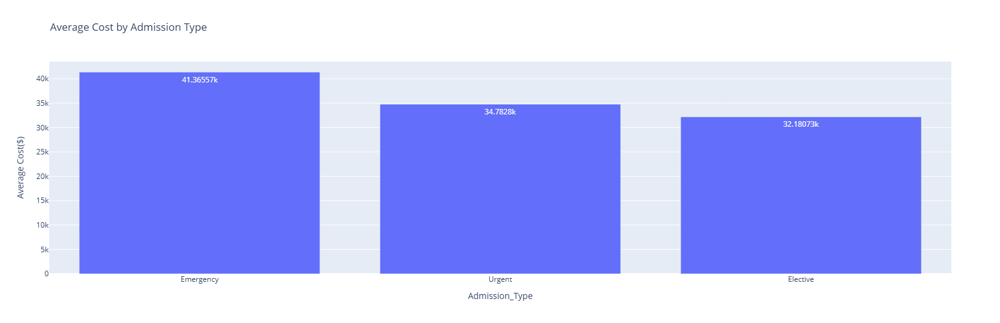 Average Cost by Admission Type
40k
35k
30k
25k
20k
15k
10k
5k
0
Average Cost($)
41.36557k
34.7828k
32.18073k
Emergency
Urgent
Elective
Admission_Type